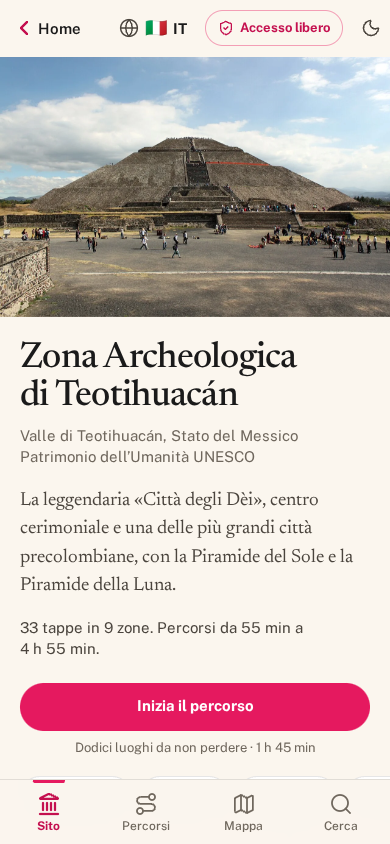 Home
IT
Accesso libero
Zona Archeologica
di Teotihuacán
Valle di Teotihuacán, Stato del Messico
Patrimonio dell’Umanità UNESCO
La leggendaria «Città degli Dèi», centro
cerimoniale e una delle più grandi città
precolombiane, con la Piramide del Sole e la
Piramide della Luna.
33 tappe in 9 zone. Percorsi da 55 min a
4 h 55 min.
Inizia il percorso
Dodici luoghi da non perdere · 1 h 45 min
Sito
Percorsi
Mappa
Cerca